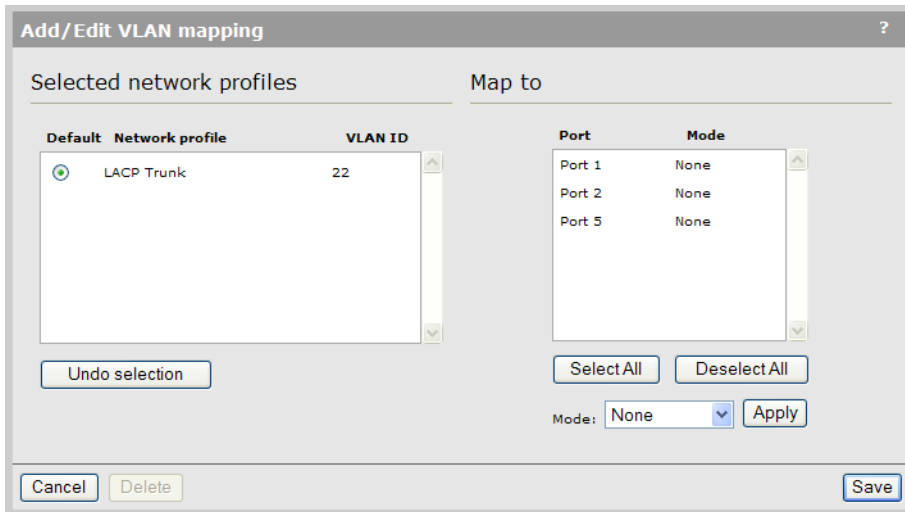 Add/Edit VLAN mapping ?
Selected network profiles
Map to
Default Network profile VLAN ID
LACP Trunk 22
Undo selection
Port Mode
Port 1 None
Port 2 None
Port 5 None
Select All Deselect All
Mode: None Apply
Cancel Delete Save